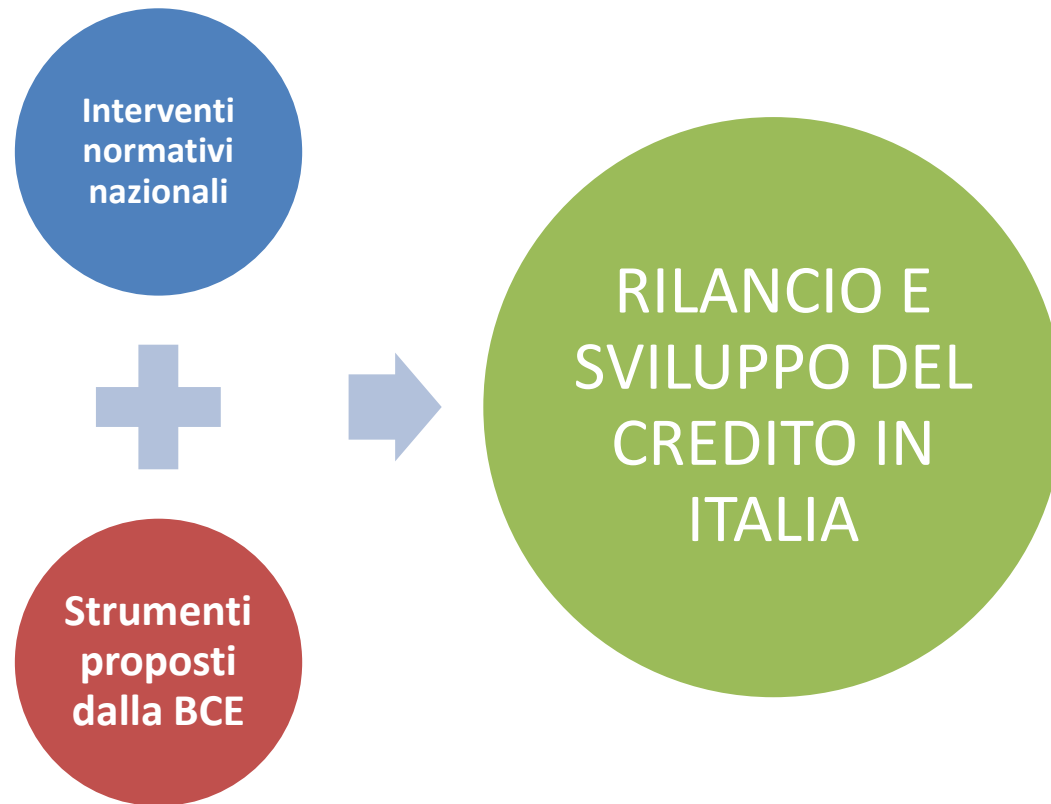 Interventi
normativi
nazionali
Strumenti
proposti
dalla BCE
RILANCIO E
SVILUPPO DEL
CREDITO IN
ITALIA